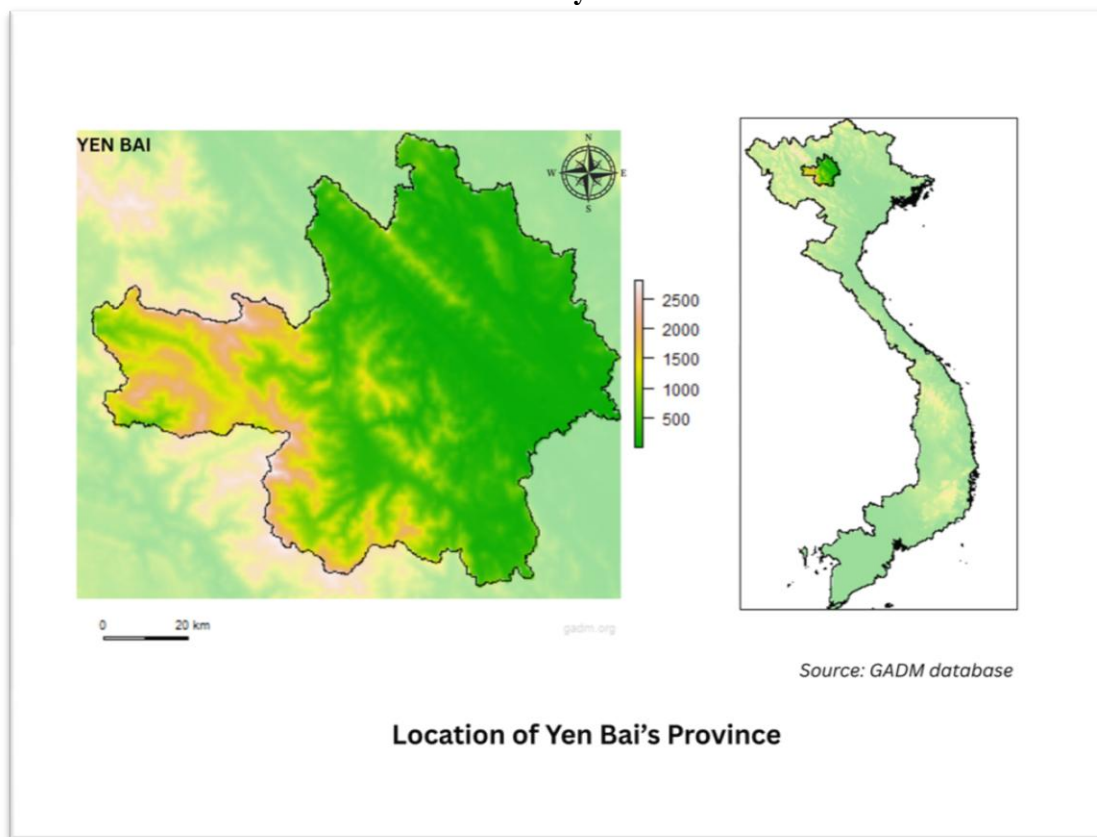 YEN BAI
N
W
E
S
2500
2000
1500
1000
500
0
20 km
gadm.org
Source: GADM database
Location of Yen Bai’s Province